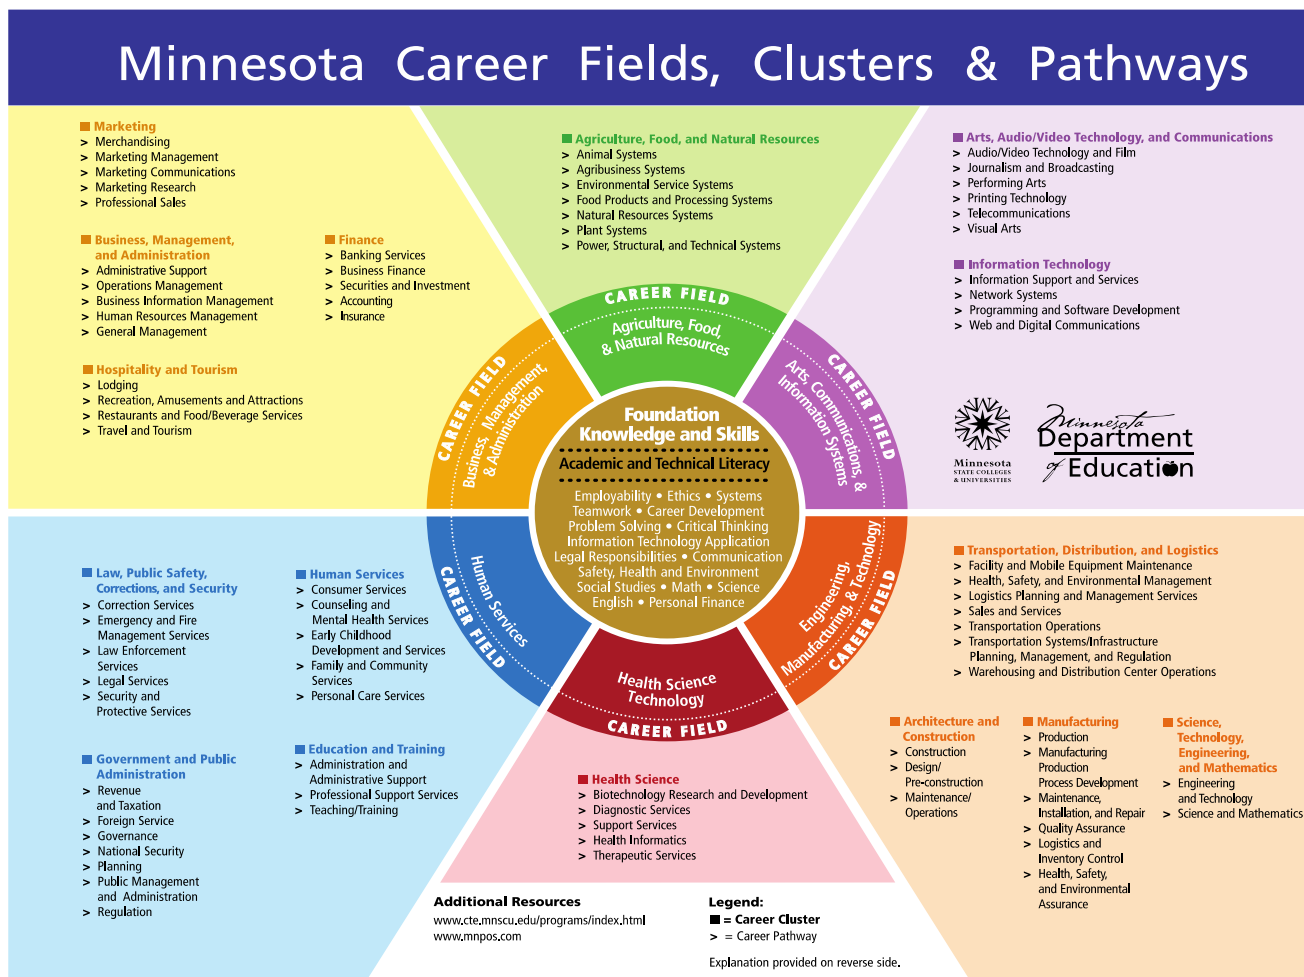 Minnesota Career Fields, Clusters & Pathways
■ Marketing
> Merchandising
> Marketing Management
> Marketing Communications
> Marketing Research
> Professional Sales
■ Business, Management,
and Administration
> Administrative Support
> Operations Management
> Business Information Management
> Human Resources Management
> General Management
■ Finance
> Banking Services
> Business Finance
> Securities and Investment
> Accounting
> Insurance
■ Hospitality and Tourism
> Lodging
> Recreation, Amusements and Attractions
> Restaurants and Food/Beverage Services
> Travel and Tourism
■ Agriculture, Food, and Natural Resources
> Animal Systems
> Agribusiness Systems
> Environmental Service Systems
> Food Products and Processing Systems
> Natural Resources Systems
> Plant Systems
> Power, Structural, and Technical Systems
■ Arts, Audio/Video Technology, and Communications
> Audio/Video Technology and Film
> Journalism and Broadcasting
> Performing Arts
> Printing Technology
> Telecommunications
> Visual Arts
■ Information Technology
> Information Support and Services
> Network Systems
> Programming and Software Development
> Web and Digital Communications
Minnesota
STATE COLLEGES
& UNIVERSITIES
Minnesota
Department
of Education
CAREER FIELD
Agriculture, Food,
& Natural Resources
CAREER FIELD
Business, Management,
& Administration
CAREER FIELD
Arts, Communications, &
Information Systems
Foundation
Knowledge and Skills
Academic and Technical Literacy
Employability • Ethics • Systems
Teamwork • Career Development
Problem Solving • Critical Thinking
Information Technology Application
Legal Responsibilities • Communication
Safety, Health and Environment
Social Studies • Math • Science
English • Personal Finance
Human Services
CAREER FIELD
Engineering,
Manufacturing, & Technology
CAREER FIELD
Health Science
Technology
CAREER FIELD
■ Law, Public Safety,
Corrections, and Security
> Correction Services
> Emergency and Fire
Management Services
> Law Enforcement
Services
> Legal Services
> Security and
Protective Services
■ Human Services
> Consumer Services
> Counseling and
Mental Health Services
> Early Childhood
Development and Services
> Family and Community
Services
> Personal Care Services
■ Government and Public
Administration
> Revenue
and Taxation
> Foreign Service
> Governance
> National Security
> Planning
> Public Management
and Administration
> Regulation
■ Education and Training
> Administration and
Administrative Support
> Professional Support Services
> Teaching/Training
■ Health Science
> Biotechnology Research and Development
> Diagnostic Services
> Support Services
> Health Informatics
> Therapeutic Services
■ Transportation, Distribution, and Logistics
> Facility and Mobile Equipment Maintenance
> Health, Safety, and Environmental Management
> Logistics Planning and Management Services
> Sales and Services
> Transportation Operations
> Transportation Systems/Infrastructure
Planning, Management, and Regulation
> Warehousing and Distribution Center Operations
■ Architecture and
Construction
> Construction
> Design/
Pre-construction
> Maintenance/
Operations
■ Manufacturing
> Production
> Manufacturing
Production
Process Development
> Maintenance,
Installation, and Repair
> Quality Assurance
> Logistics and
Inventory Control
> Health, Safety,
and Environmental
Assurance
■ Science,
Technology,
Engineering,
and Mathematics
> Engineering
and Technology
> Science and Mathematics
Additional Resources
www.cte.mnscu.edu/programs/index.html
www.mnpos.com
Legend:
■ = Career Cluster
> = Career Pathway
Explanation provided on reverse side.